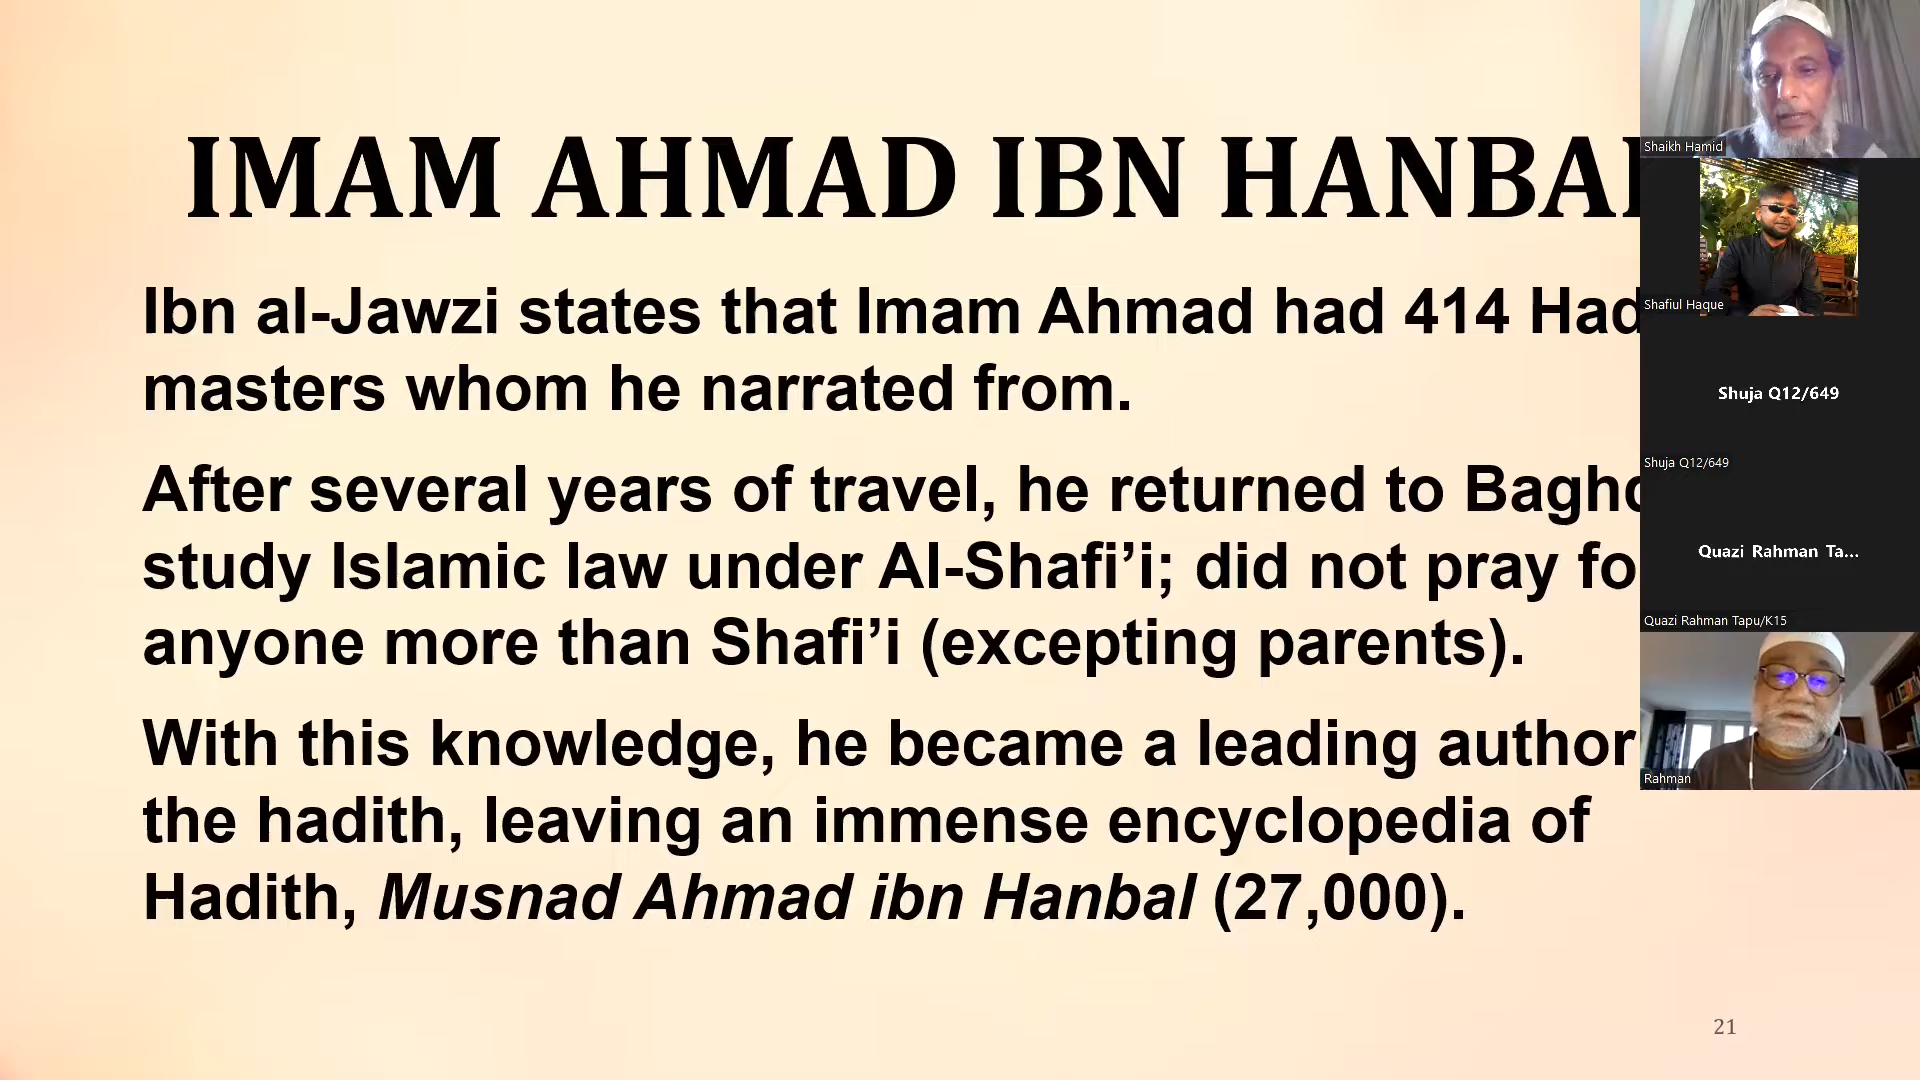 IMAM AHMAD IBN HANBAL
Ibn al-Jawzi states that Imam Ahmad had 414 Had
masters whom he narrated from.
After several years of travel, he returned to Baghd
study Islamic law under Al-Shafi’i; did not pray fo
anyone more than Shafi’i (excepting parents).
With this knowledge, he became a leading author
the hadith, leaving an immense encyclopedia of
Hadith, Musnad Ahmad ibn Hanbal (27,000).
21
Shaikh Hamid
Shafiul Haque
Shuja Q12/649
Shuja Q12/649
Quazi Rahman Ta...
Quazi Rahman Tapu/K15
Rahman